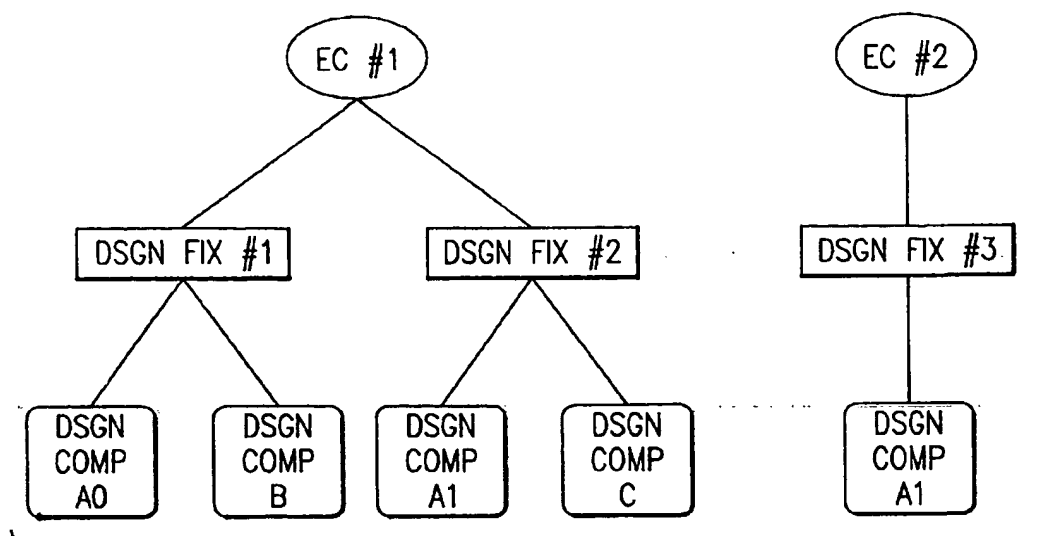 EC #1
EC #2
DSGN FIX #1
DSGN FIX #2
DSGN FIX #3
DSGN
COMP
A0
DSGN
COMP
B
DSGN
COMP
A1
DSGN
COMP
C
DSGN
COMP
A1